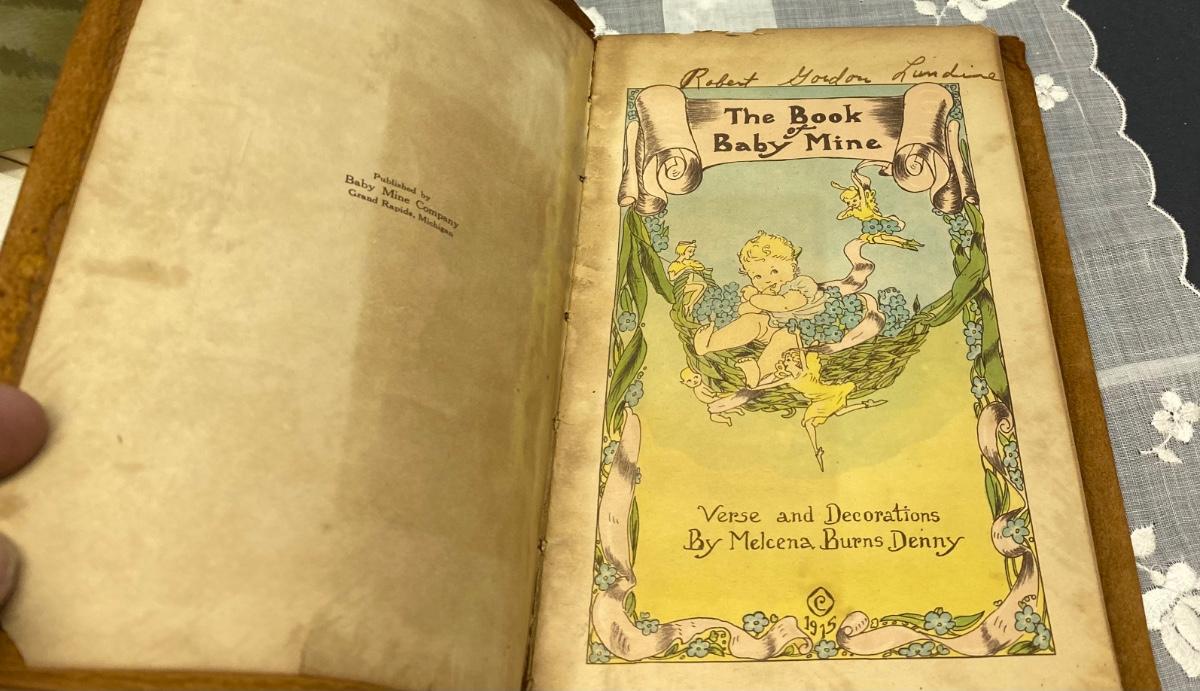 Published by
Baby Mine Company
Grand Rapids, Michigan
Robert Gordon Lundine
The Book
of
Baby Mine
Verse and Decorations
By Melcena Burns Denny
©
1915